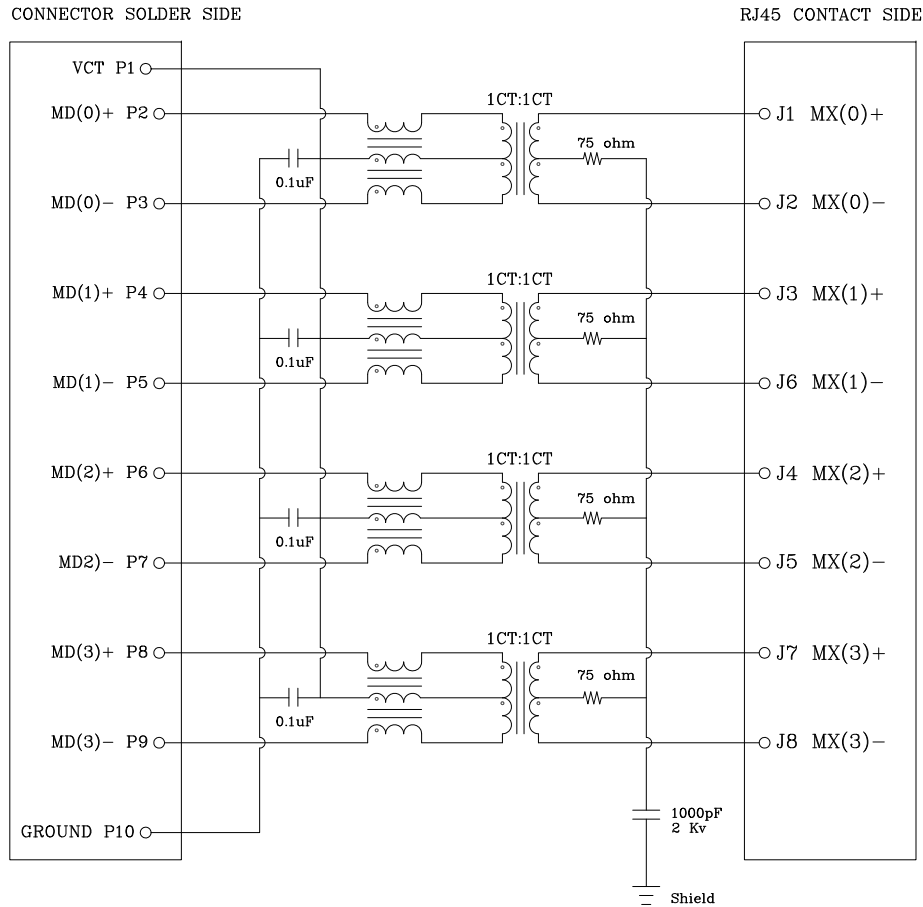 CONNECTOR SOLDER SIDE
RJ45 CONTACT SIDE
VCT P1
1CT:1CT
MD(0)+ P2
J1 MX(0)+
75 ohm
0.1uF
MD(0)- P3
J2 MX(0)-
1CT:1CT
MD(1)+ P4
J3 MX(1)+
75 ohm
0.1uF
MD(1)- P5
J6 MX(1)-
1CT:1CT
MD(2)+ P6
J4 MX(2)+
75 ohm
0.1uF
MD2)- P7
J5 MX(2)-
1CT:1CT
MD(3)+ P8
J7 MX(3)+
75 ohm
0.1uF
MD(3)- P9
J8 MX(3)-
1000pF
2 Kv
GROUND P10
Shield